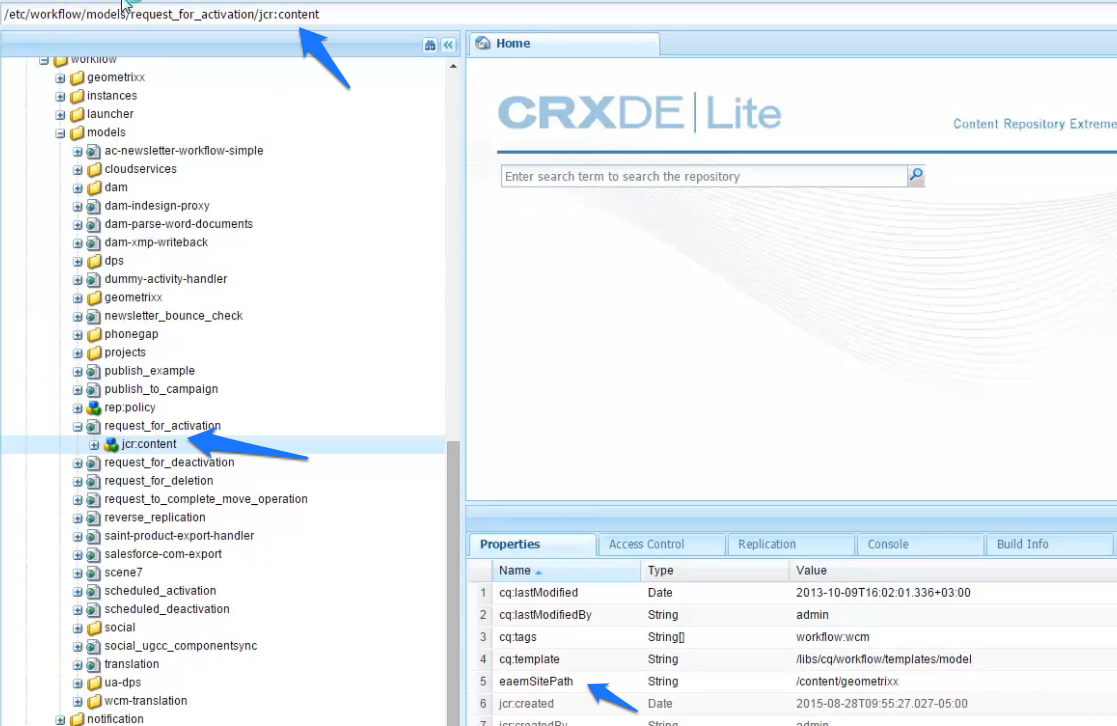 /etc/workflow/models/request_for_activation/jcr:content
workflow
geometrixx
instances
launcher
models
ac-newsletter-workflow-simple
cloudservices
dam
dam-indesign-proxy
dam-parse-word-documents
dam-xmp-writeback
dps
dummy-activity-handler
geometrixx
newsletter_bounce_check
phonegap
projects
publish_example
publish_to_campaign
rep:policy
request_for_activation
jcr:content
request_for_deactivation
request_for_deletion
request_to_complete_move_operation
reverse_replication
saint-product-export-handler
salesforce-com-export
scene7
scheduled_activation
scheduled_deactivation
social
social_ugcc_componentsync
translation
ua-dps
wcm-translation
notification
Home
CRXDE | Lite
Content Repository Extreme
Enter search term to search the repository
Properties Access Control Replication Console Build Info
Name Type Value
1 cq:lastModified Date 2013-10-09T16:02:01.336+03:00
2 cq:lastModifiedBy String admin
3 cq:tags String[] workflow:wcm
4 cq:template String /libs/cq/workflow/templates/model
5 eaemSitePath String /content/geometrixx
6 jcr:created Date 2015-08-28T09:55:27.027-05:00
7 jcr:createdBy String admin